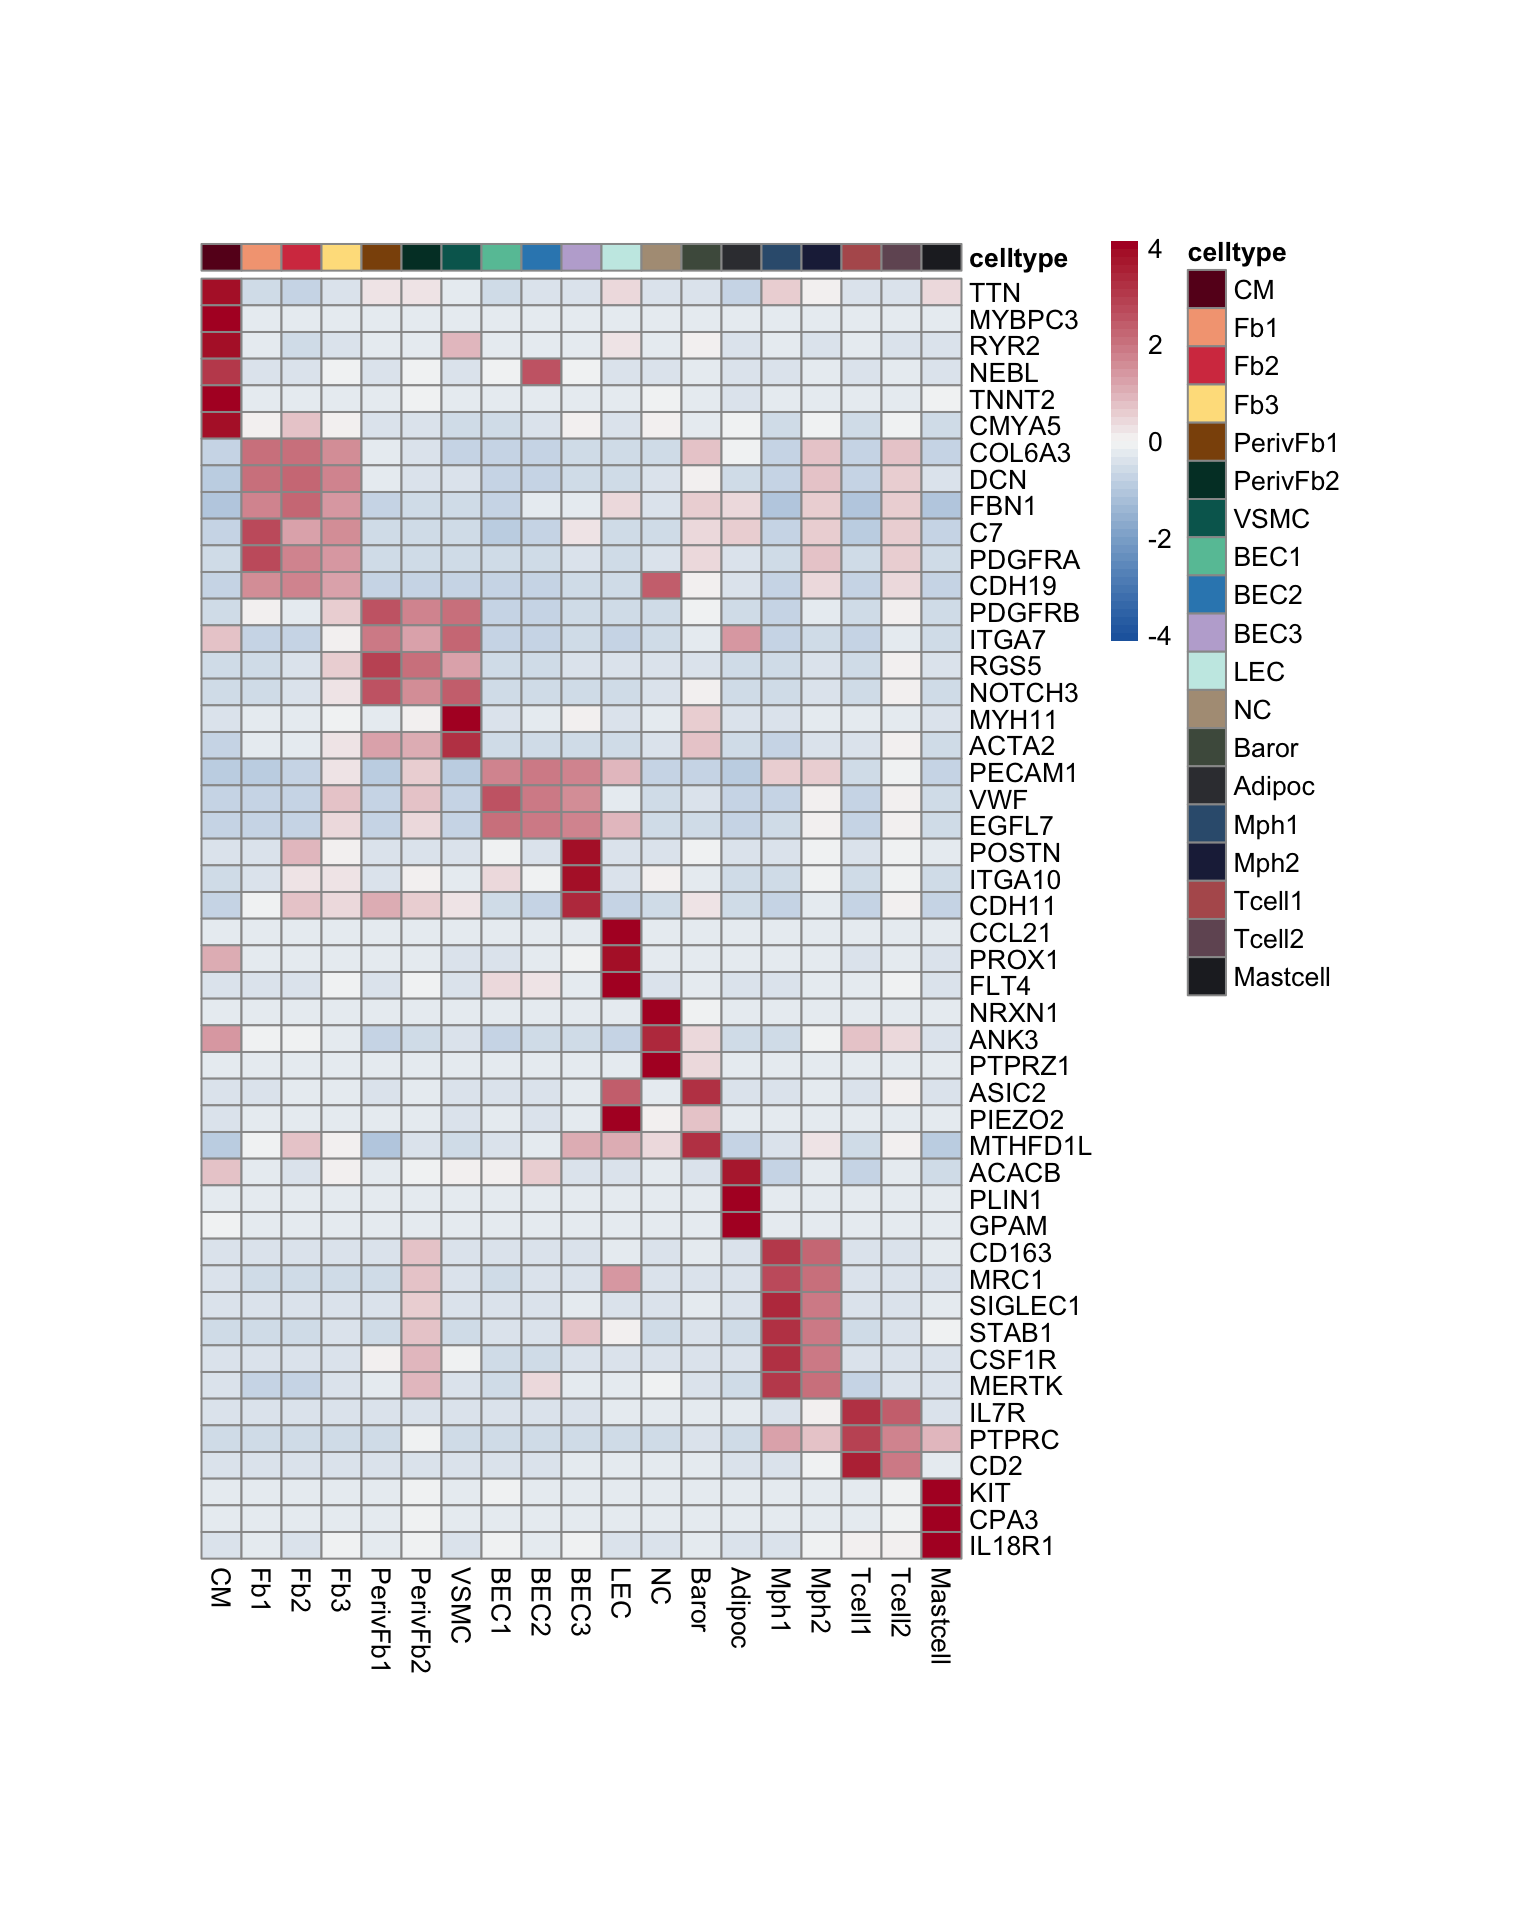 celltype
TTN
MYBPC3
RYR2
NEBL
TNNT2
CMYA5
COL6A3
DCN
FBN1
C7
PDGFRA
CDH19
PDGFRB
ITGA7
RGS5
NOTCH3
MYH11
ACTA2
PECAM1
VWF
EGFL7
POSTN
ITGA10
CDH11
CCL21
PROX1
FLT4
NRXN1
ANK3
PTPRZ1
ASIC2
PIEZO2
MTHFD1L
ACACB
PLIN1
GPAM
CD163
MRC1
SIGLEC1
STAB1
CSF1R
MERTK
IL7R
PTPRC
CD2
KIT
CPA3
IL18R1
CM
Fb1
Fb2
Fb3
PerivFb1
PerivFb2
VSMC
BEC1
BEC2
BEC3
LEC
NC
Baror
Adipoc
Mph1
Mph2
Tcell1
Tcell2
Mastcell
4
2
0
-2
-4
celltype
CM
Fb1
Fb2
Fb3
PerivFb1
PerivFb2
VSMC
BEC1
BEC2
BEC3
LEC
NC
Baror
Adipoc
Mph1
Mph2
Tcell1
Tcell2
Mastcell